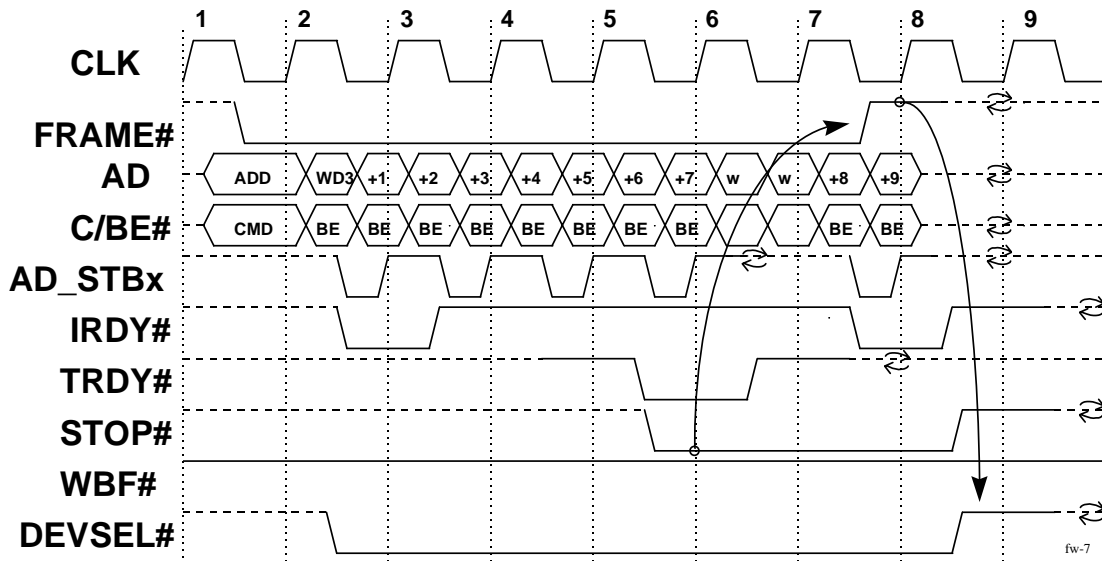 1 2 3 4 5 6 7 8 9
CLK
FRAME#
AD ADD WD3 +1 +2 +3 +4 +5 +6 +7 w w +8 +9
C/BE# CMD BE BE BE BE BE BE BE BE BE BE
AD_STBx
IRDY#
TRDY#
STOP#
WBF#
DEVSEL#
fw-7